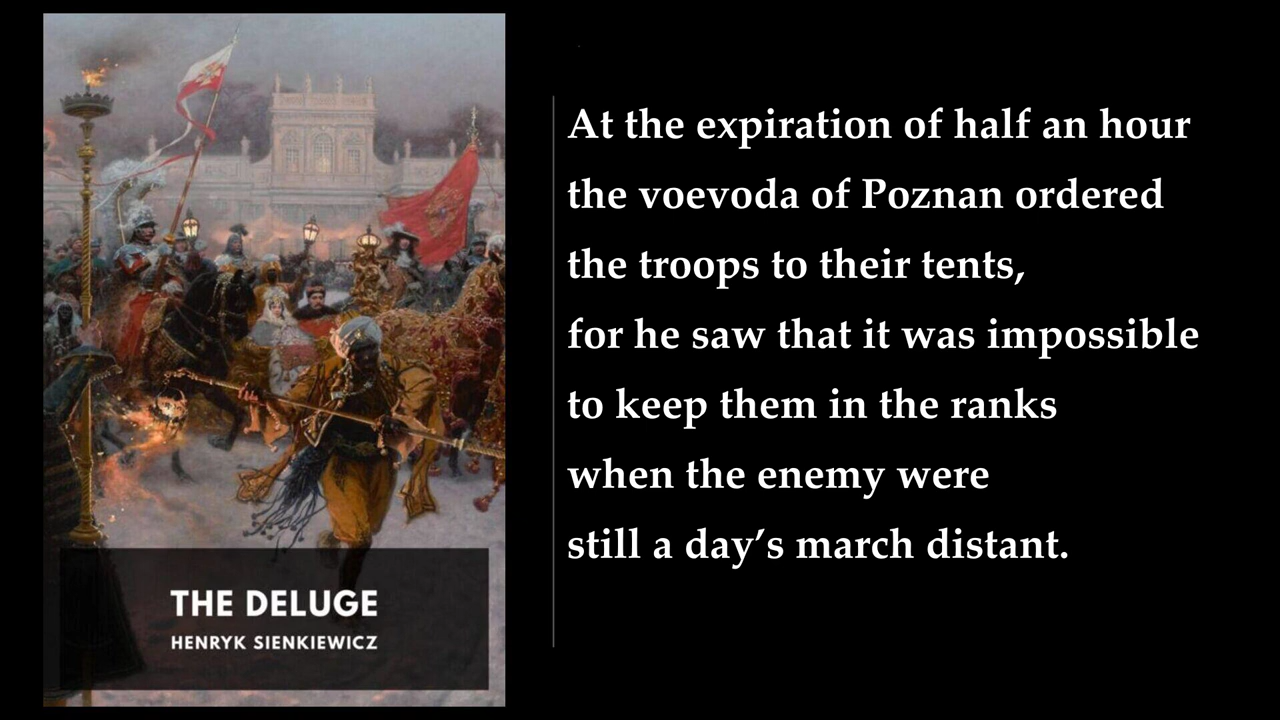 THE DELUGE
HENRYK SIENKIEWICZ
At the expiration of half an hour
the voevoda of Poznan ordered
the troops to their tents,
for he saw that it was impossible
to keep them in the ranks
when the enemy were
still a day’s march distant.